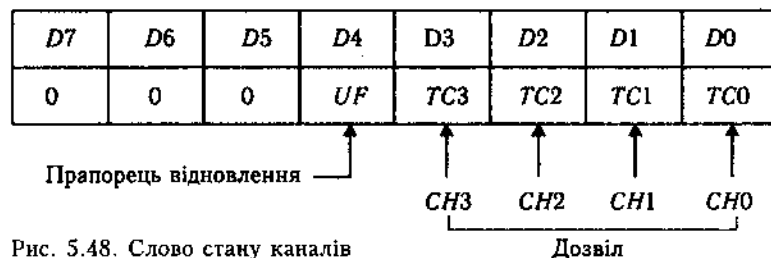 D7 D6 D5 D4 D3 D2 D1 D0
0 0 0 UF TC3 TC2 TC1 TC0
Прапорець відновлення
CH3 CH2 CH1 CH0
Рис. 5.48. Слово стану каналів
Дозвіл